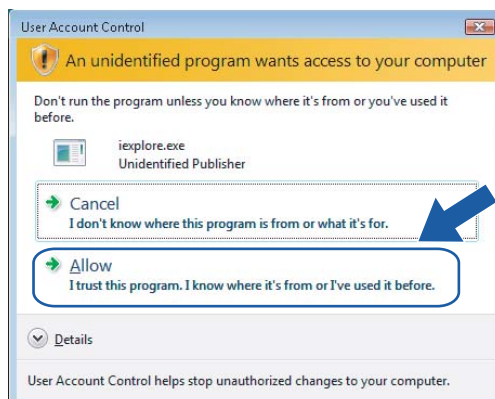 User Account Control
An unidentified program wants access to your computer
Don't run the program unless you know where it's from or you've used it
before.
iexplore.exe
Unidentified Publisher
Cancel
I don't know where this program is from or what it's for.
Allow
I trust this program. I know where it's from or I've used it before.
Details
User Account Control helps stop unauthorized changes to your computer.